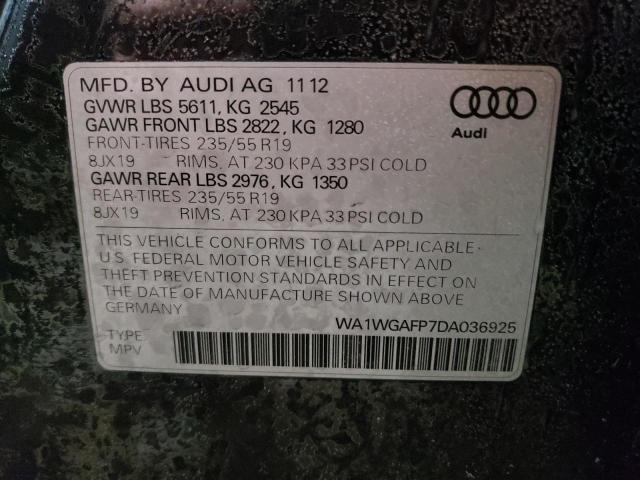 MFD. BY AUDI AG 11 12
GVWR LBS 5611, KG 2545
GAWR FRONT LBS 2822, KG 1280
FRONT-TIRES 235/55 R19
8JX19 RIMS, AT 230 KPA 33 PSI COLD
GAWR REAR LBS 2976, KG 1350
REAR-TIRES 235/55 R19
8JX19 RIMS, AT 230 KPA 33 PSI COLD
Audi
THIS VEHICLE CONFORMS TO ALL APPLICABLE
U.S. FEDERAL MOTOR VEHICLE SAFETY AND
THEFT PREVENTION STANDARDS IN EFFECT ON
THE DATE OF MANUFACTURE SHOWN ABOVE
GERMANY
WA1WGAFP7DA036925
TYPE
MPV